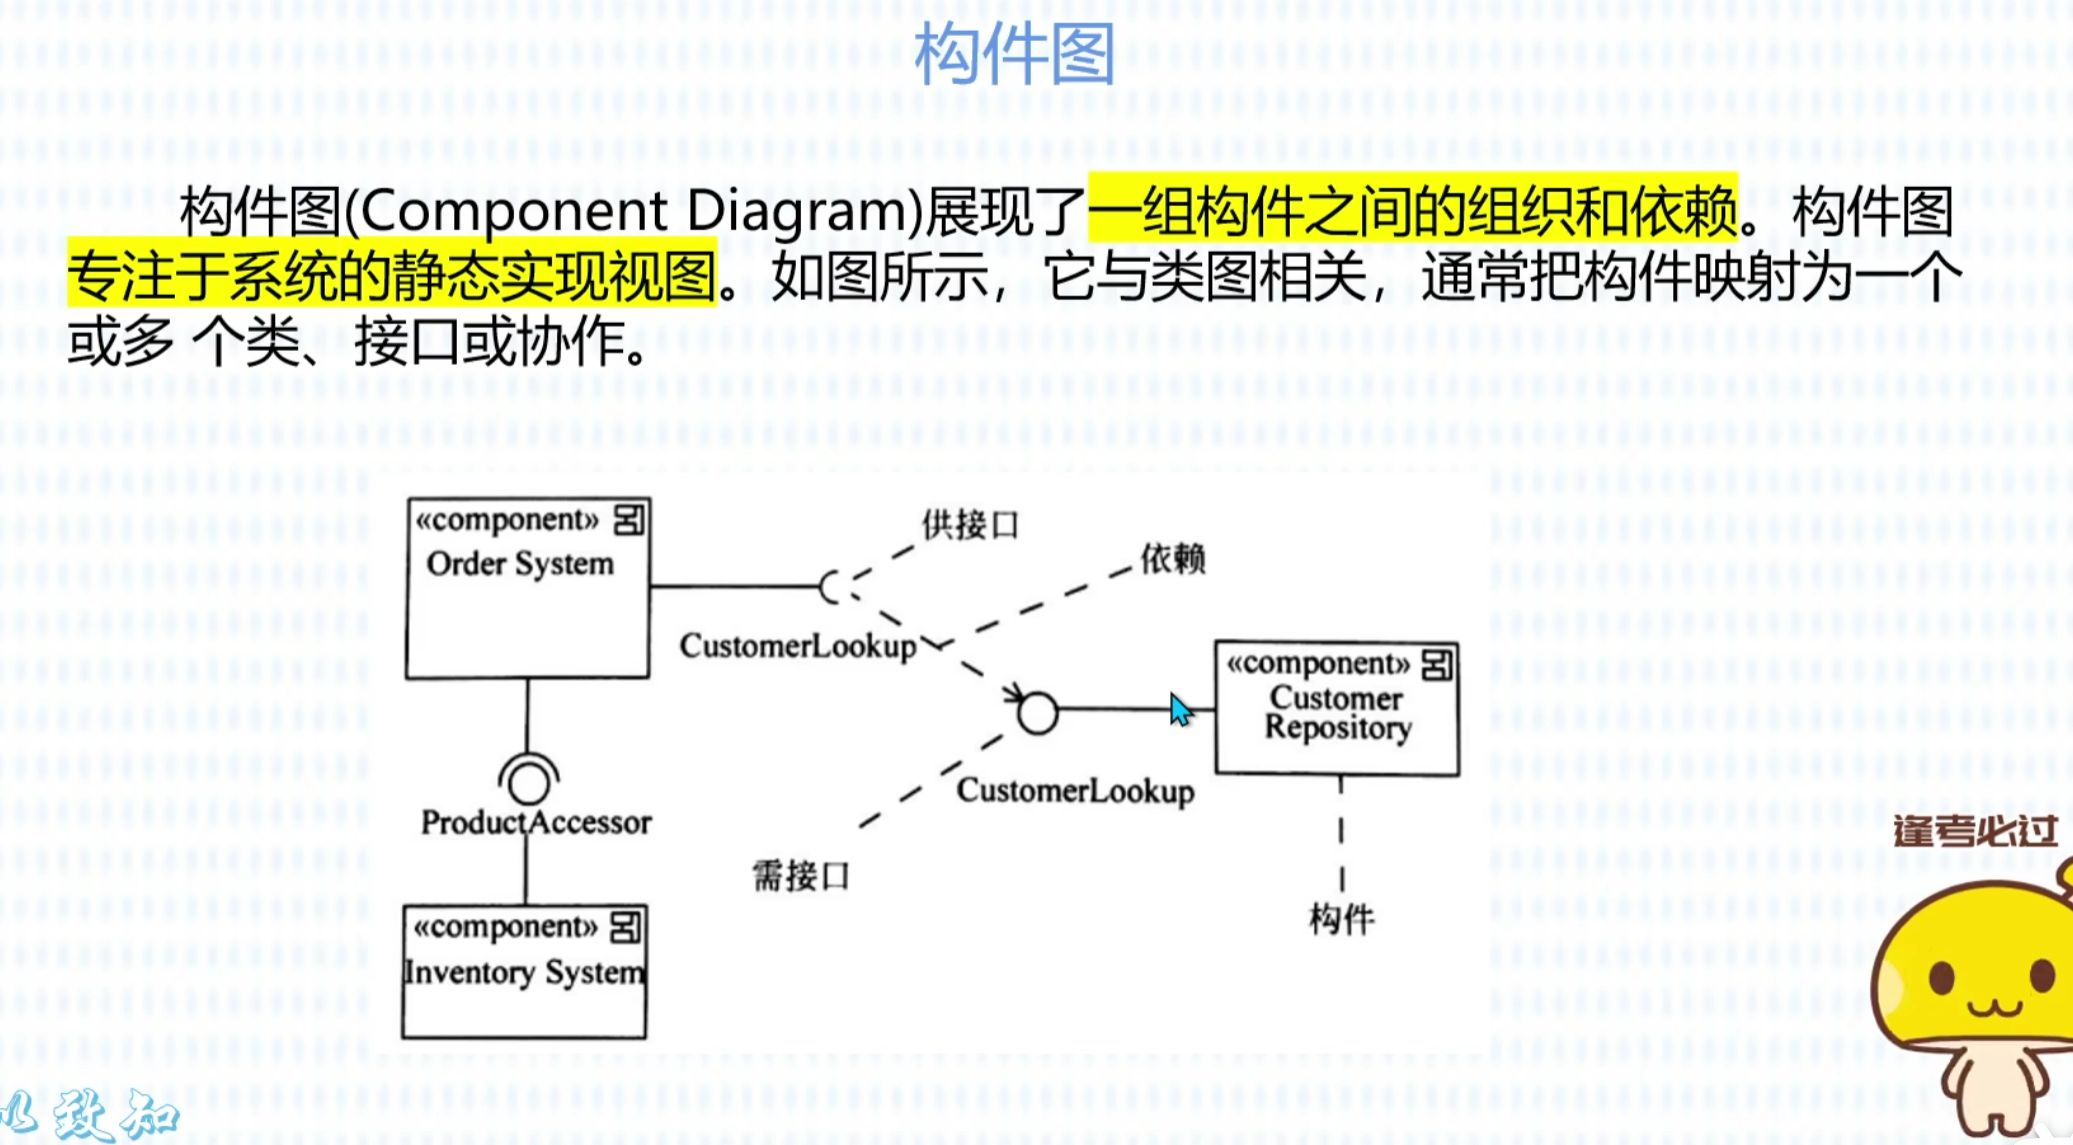 构件图
构件图(Component Diagram)展现了一组构件之间的组织和依赖。构件图
专注于系统的静态实现视图。如图所示，它与类图相关，通常把构件映射为一个
或多 个类、接口或协作。
«component»
Order System
供接口
依赖
CustomerLookup
«component»
Customer
Repository
CustomerLookup
ProductAccessor
需接口
构件
«component»
Inventory System
逢考必过
以致知